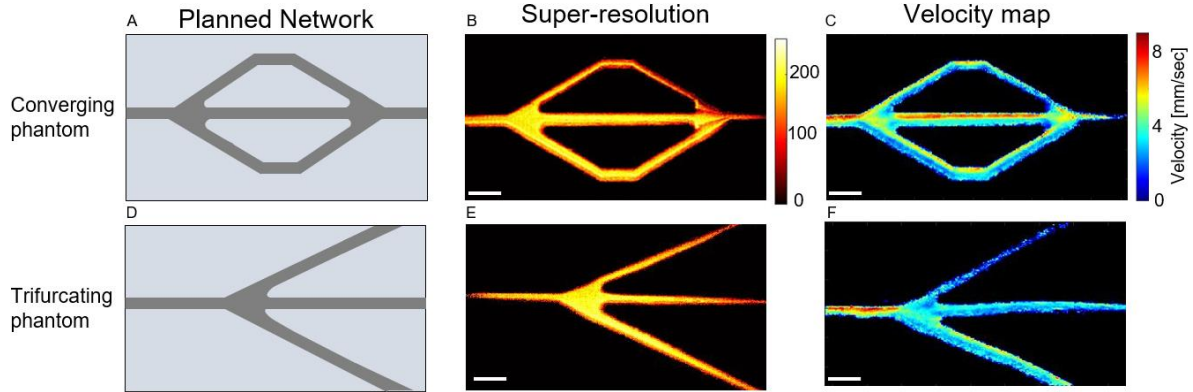 A Planned Network B Super-resolution C Velocity map
Converging
phantom
200
100
0
8
4
0
Velocity [mm/sec]
D E F
Trifurcating
phantom